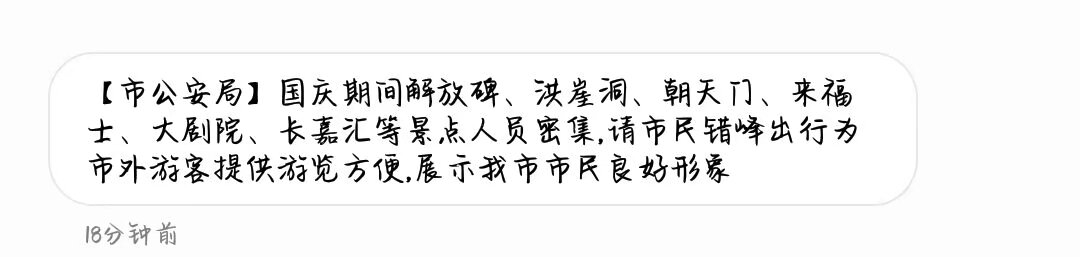 【市公安局】国庆期间解放碑、洪崖洞、朝天门、来福
士、大剧院、长嘉汇等景点人员密集,请市民错峰出行为
市外游客提供游览方便,展示我市市民良好形象
18分钟前